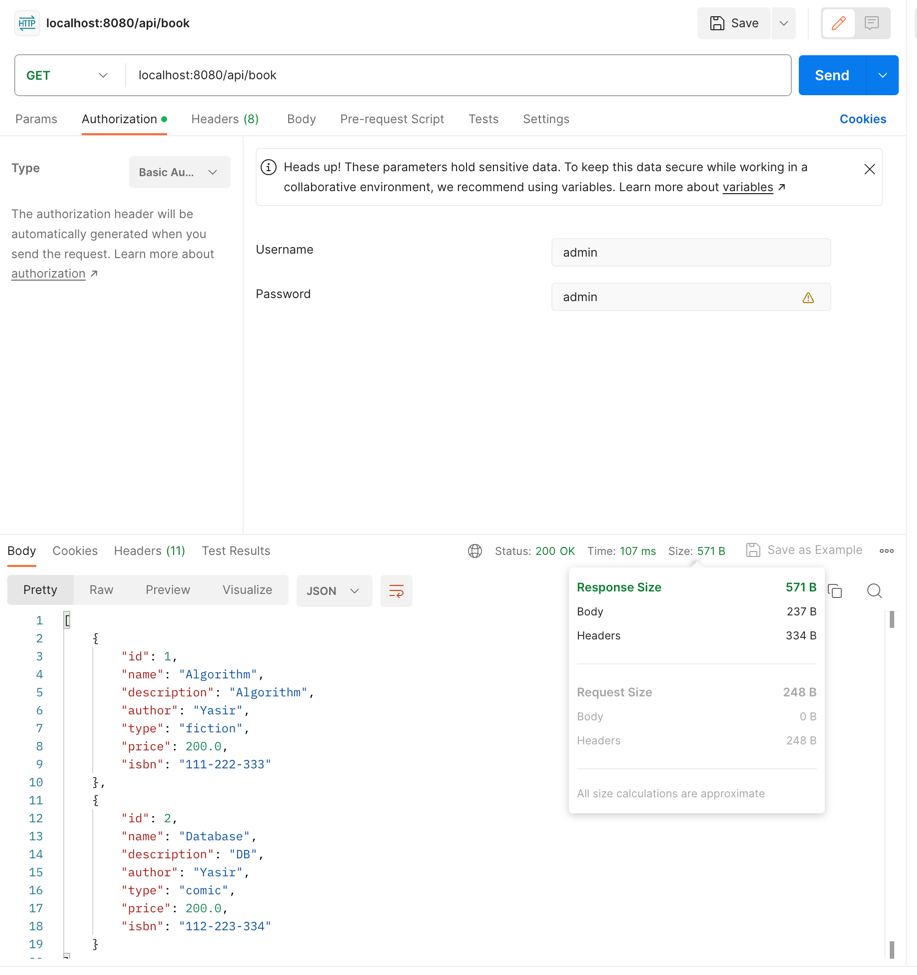 HTTP localhost:8080/api/book Save
GET localhost:8080/api/book Send
Params Authorization Headers (8) Body Pre-request Script Tests Settings Cookies
Type Basic Au...
The authorization header will be
automatically generated when you
send the request. Learn more about
authorization ↗
Heads up! These parameters hold sensitive data. To keep this data secure while working in a
collaborative environment, we recommend using variables. Learn more about variables ↗
Username admin
Password admin
Body Cookies Headers (11) Test Results Status: 200 OK Time: 107 ms Size: 571 B Save as Example
Pretty Raw Preview Visualize JSON
Response Size 571 B
Body 237 B
Headers 334 B
Request Size 248 B
Body 0 B
Headers 248 B
All size calculations are approximate
1 [
2 {
3 "id": 1,
4 "name": "Algorithm",
5 "description": "Algorithm",
6 "author": "Yasir",
7 "type": "fiction",
8 "price": 200.0,
9 "isbn": "111-222-333"
10 },
11 {
12 "id": 2,
13 "name": "Database",
14 "description": "DB",
15 "author": "Yasir",
16 "type": "comic",
17 "price": 200.0,
18 "isbn": "112-223-334"
19 }